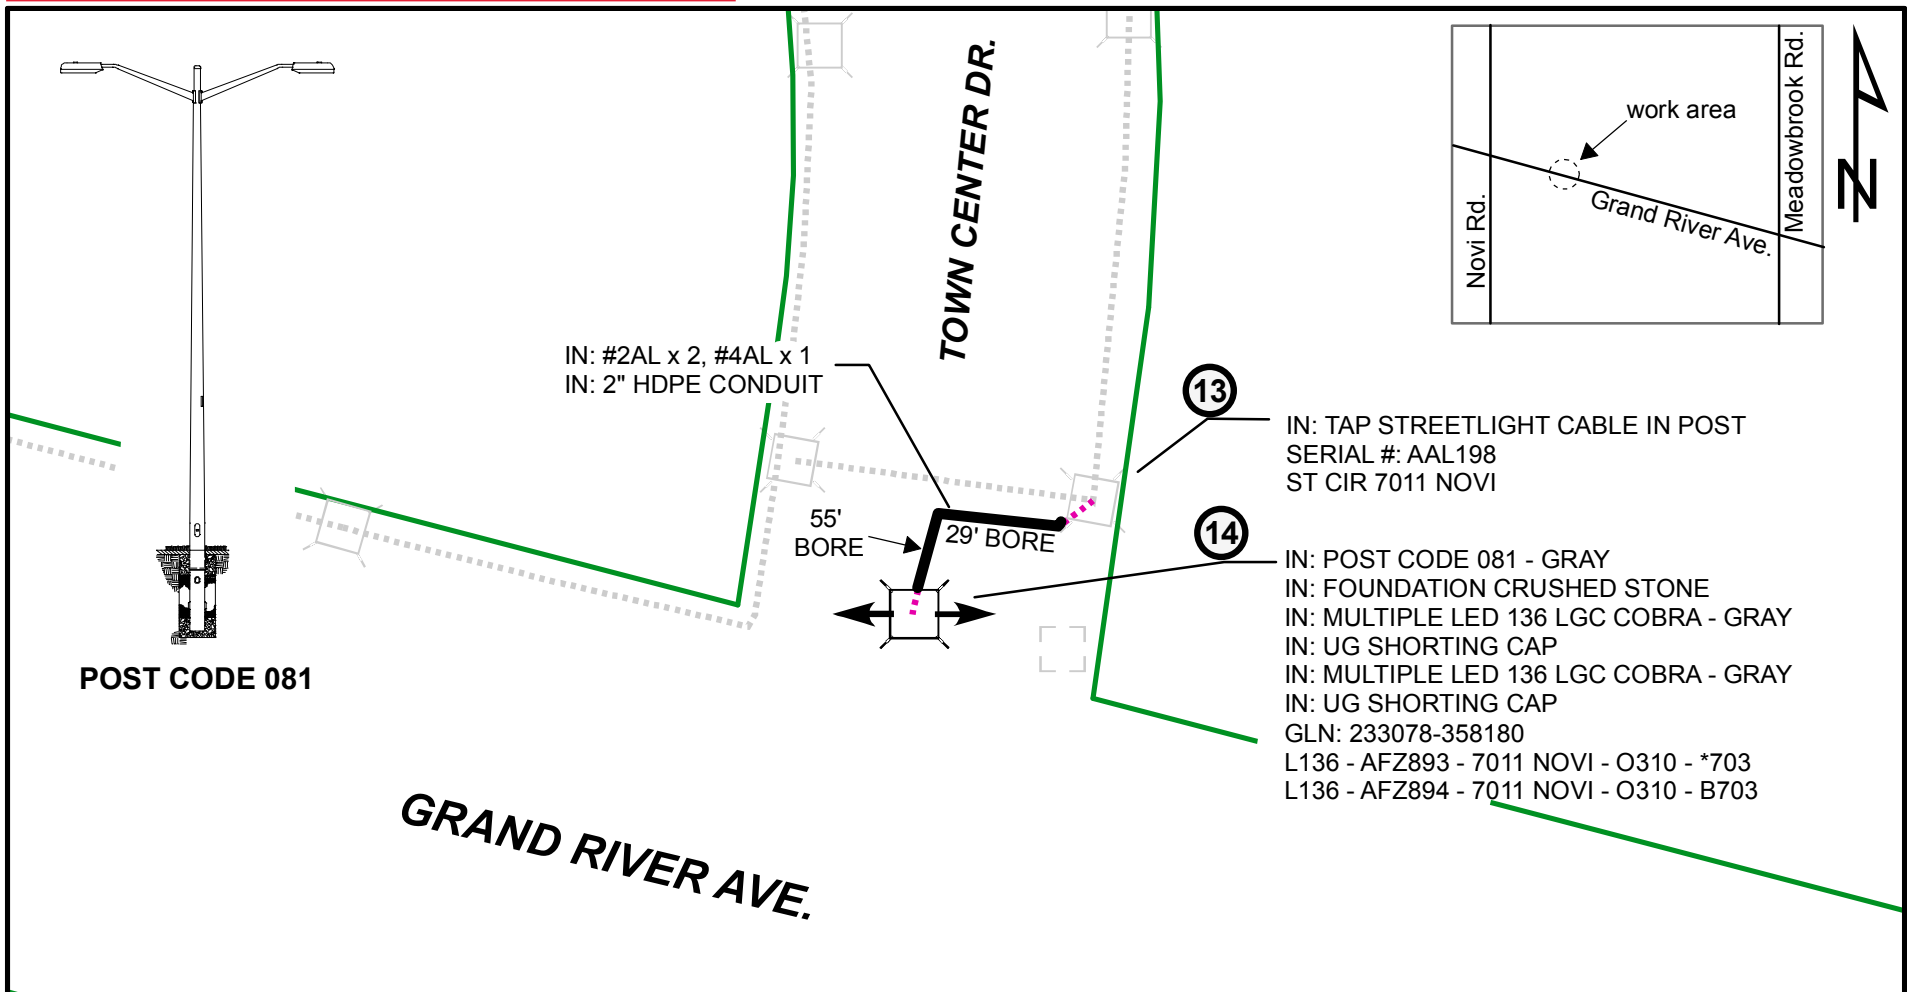 POST CODE 081
TOWN CENTER DR.
work area
Novi Rd.
Grand River Ave.
Meadowbrook Rd.
N
IN: #2AL x 2, #4AL x 1
IN: 2" HDPE CONDUIT
55'
BORE
29' BORE
13
IN: TAP STREETLIGHT CABLE IN POST
SERIAL #: AAL198
ST CIR 7011 NOVI
14
IN: POST CODE 081 - GRAY
IN: FOUNDATION CRUSHED STONE
IN: MULTIPLE LED 136 LGC COBRA - GRAY
IN: UG SHORTING CAP
IN: MULTIPLE LED 136 LGC COBRA - GRAY
IN: UG SHORTING CAP
GLN: 233078-358180
L136 - AFZ893 - 7011 NOVI - O310 - *703
L136 - AFZ894 - 7011 NOVI - O310 - B703
GRAND RIVER AVE.